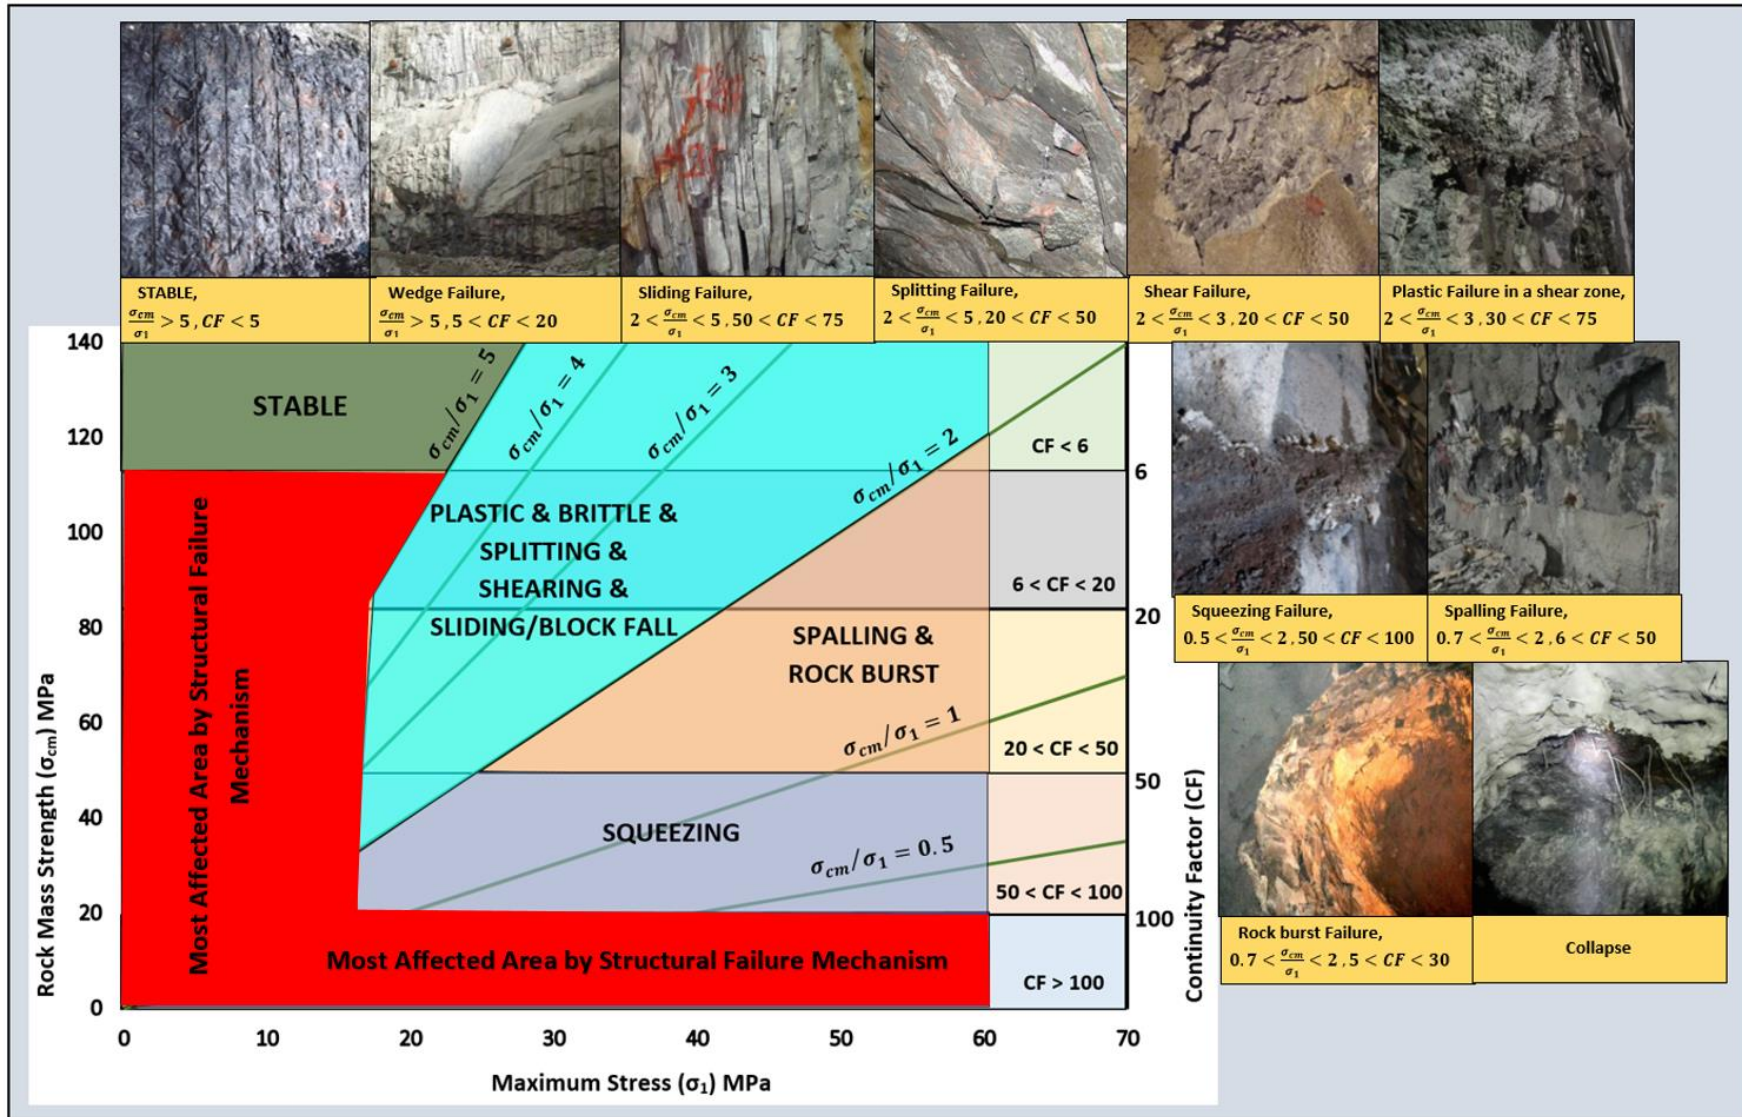 STABLE,
σcm/σ1 > 5 , CF < 5
Wedge Failure,
σcm/σ1 > 5 , 5 < CF < 20
Sliding Failure,
2 < σcm/σ1 < 5 , 50 < CF < 75
Splitting Failure,
2 < σcm/σ1 < 5 , 20 < CF < 50
Shear Failure,
2 < σcm/σ1 < 3 , 20 < CF < 50
Plastic Failure in a shear zone,
2 < σcm/σ1 < 3 , 30 < CF < 75
Squeezing Failure,
0.5 < σcm/σ1 < 2 , 50 < CF < 100
Spalling Failure,
0.7 < σcm/σ1 < 2 , 6 < CF < 50
Rock burst Failure,
0.7 < σcm/σ1 < 2 , 5 < CF < 30
Collapse
Rock Mass Strength (σcm) MPa
140
120
100
80
60
40
20
0
STABLE
σcm/σ1 = 5
σcm/σ1 = 4
σcm/σ1 = 3
σcm/σ1 = 2
σcm/σ1 = 1
σcm/σ1 = 0.5
PLASTIC & BRITTLE &
SPLITTING &
SHEARING &
SLIDING/BLOCK FALL
SPALLING &
ROCK BURST
SQUEEZING
Most Affected Area by Structural Failure
Mechanism
Most Affected Area by Structural Failure Mechanism
CF < 6
6 < CF < 20
20 < CF < 50
50 < CF < 100
CF > 100
6
20
50
100
Continuity Factor (CF)
0
10
20
30
40
50
60
70
Maximum Stress (σ1) MPa